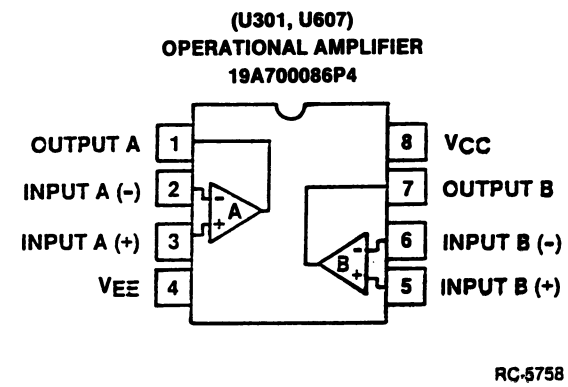 (U301, U607)
OPERATIONAL AMPLIFIER
19A700086P4
OUTPUT A 1
INPUT A (-) 2
INPUT A (+) 3
VEE 4
- A +
8 VCC
7 OUTPUT B
6 INPUT B (-)
5 INPUT B (+)
B - +
RC-5758